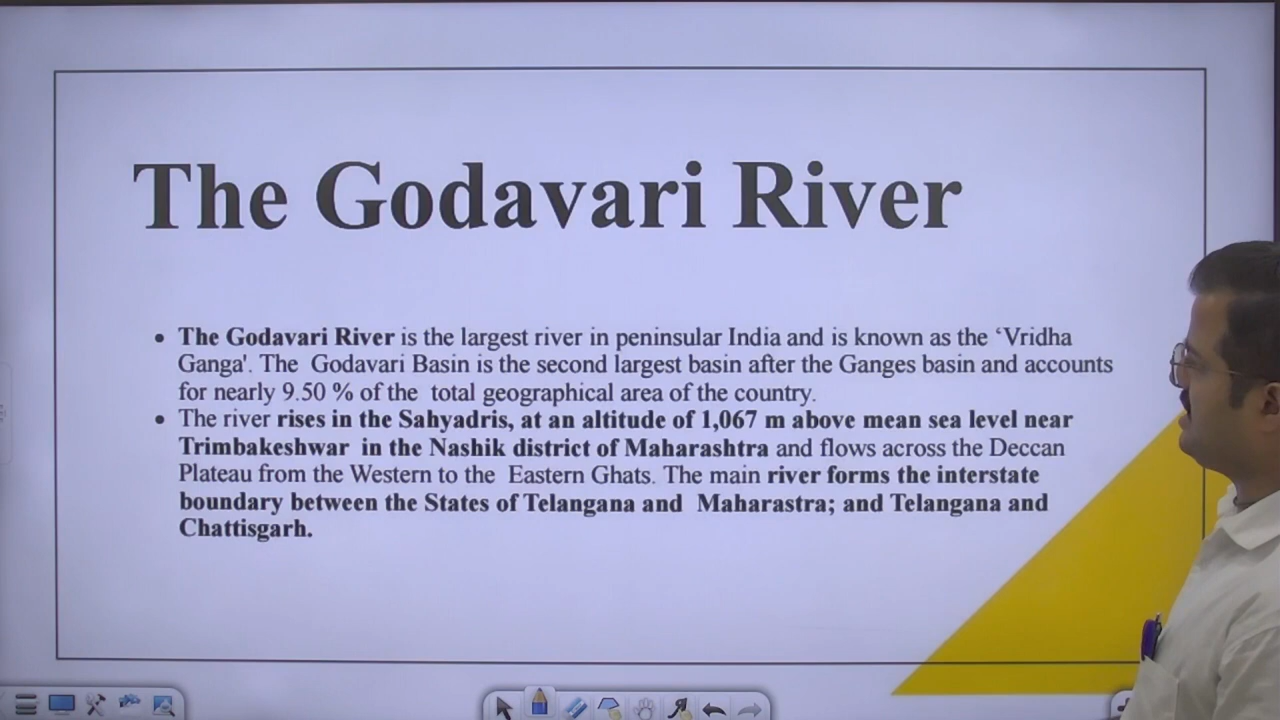 The Godavari River
• The Godavari River is the largest river in peninsular India and is known as the ‘Vridha
Ganga'. The Godavari Basin is the second largest basin after the Ganges basin and accounts
for nearly 9.50 % of the total geographical area of the country.
• The river rises in the Sahyadris, at an altitude of 1,067 m above mean sea level near
Trimbakeshwar in the Nashik district of Maharashtra and flows across the Deccan
Plateau from the Western to the Eastern Ghats. The main river forms the interstate
boundary between the States of Telangana and Maharastra; and Telangana and
Chattisgarh.